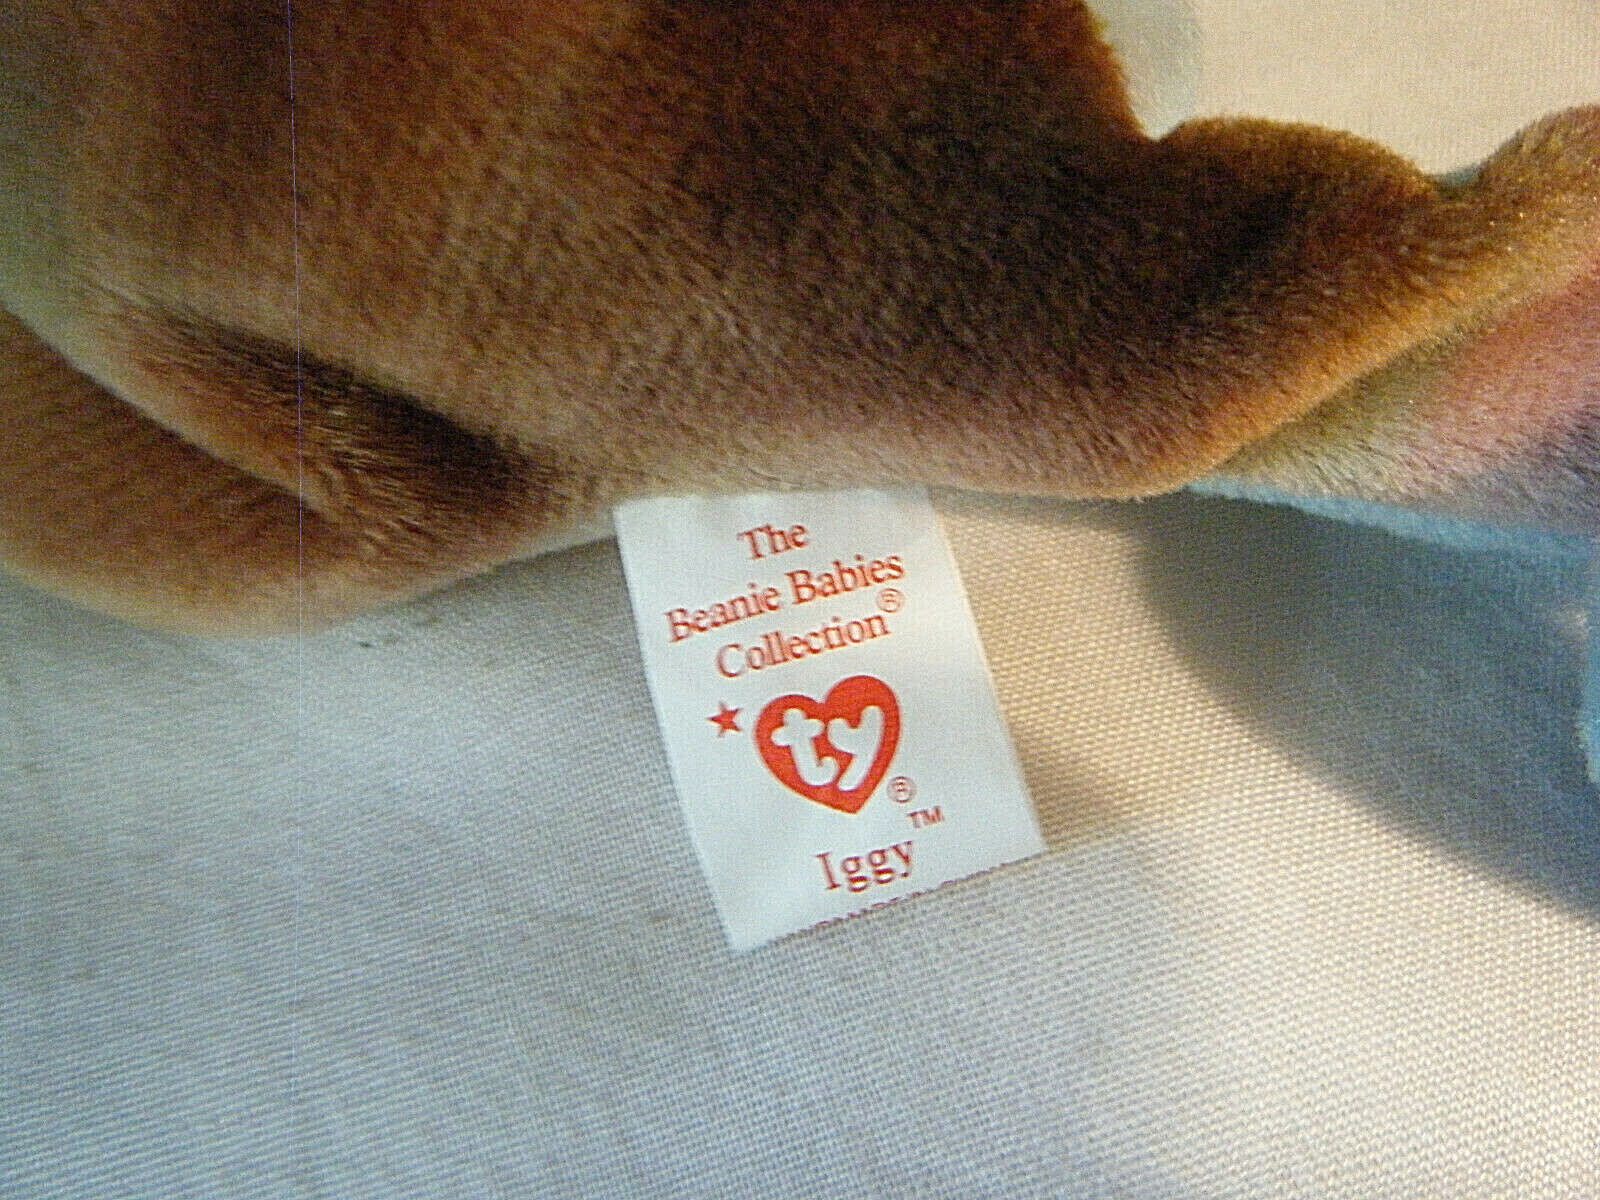 The
Beanie Babies
Collection®
★ ty®
™
Iggy